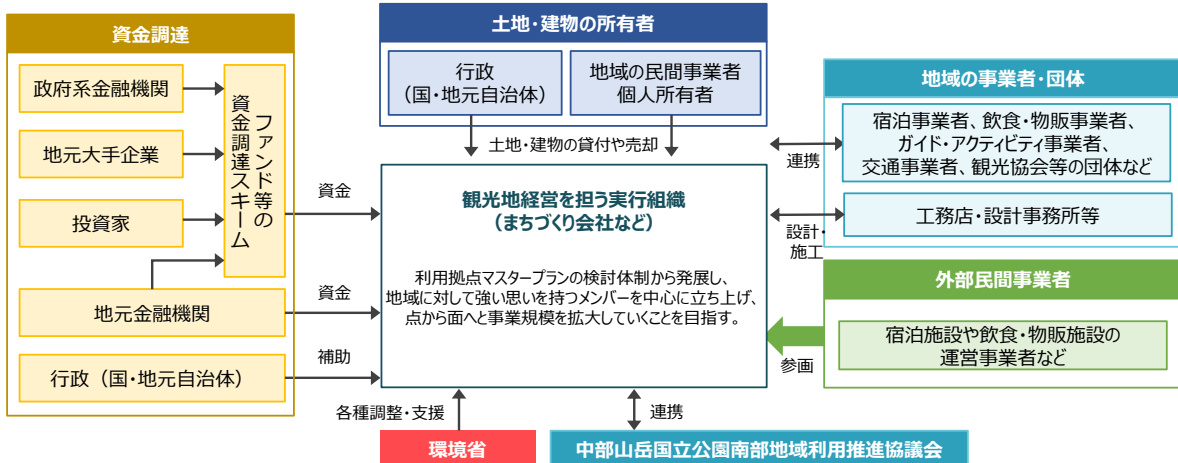 資金調達
政府系金融機関
地元大手企業
投資家
地元金融機関
行政（国・地元自治体）
ファンド等の
資金調達スキーム
資金
資金
補助
土地・建物の所有者
行政
（国・地元自治体）
地域の民間事業者
個人所有者
土地・建物の貸付や売却
観光地経営を担う実行組織
（まちづくり会社など）
利用拠点マスタープランの検討体制から発展し、
地域に対して強い思いを持つメンバーを中心に立ち上げ、
点から面へと事業規模を拡大していくことを目指す。
連携
設計・
施工
参画
地域の事業者・団体
宿泊事業者、飲食・物販事業者、
ガイド・アクティビティ事業者、
交通事業者、観光協会等の団体など
工務店・設計事務所等
外部民間事業者
宿泊施設や飲食・物販施設の
運営事業者など
各種調整・支援
連携
環境省
中部山岳国立公園南部地域利用推進協議会